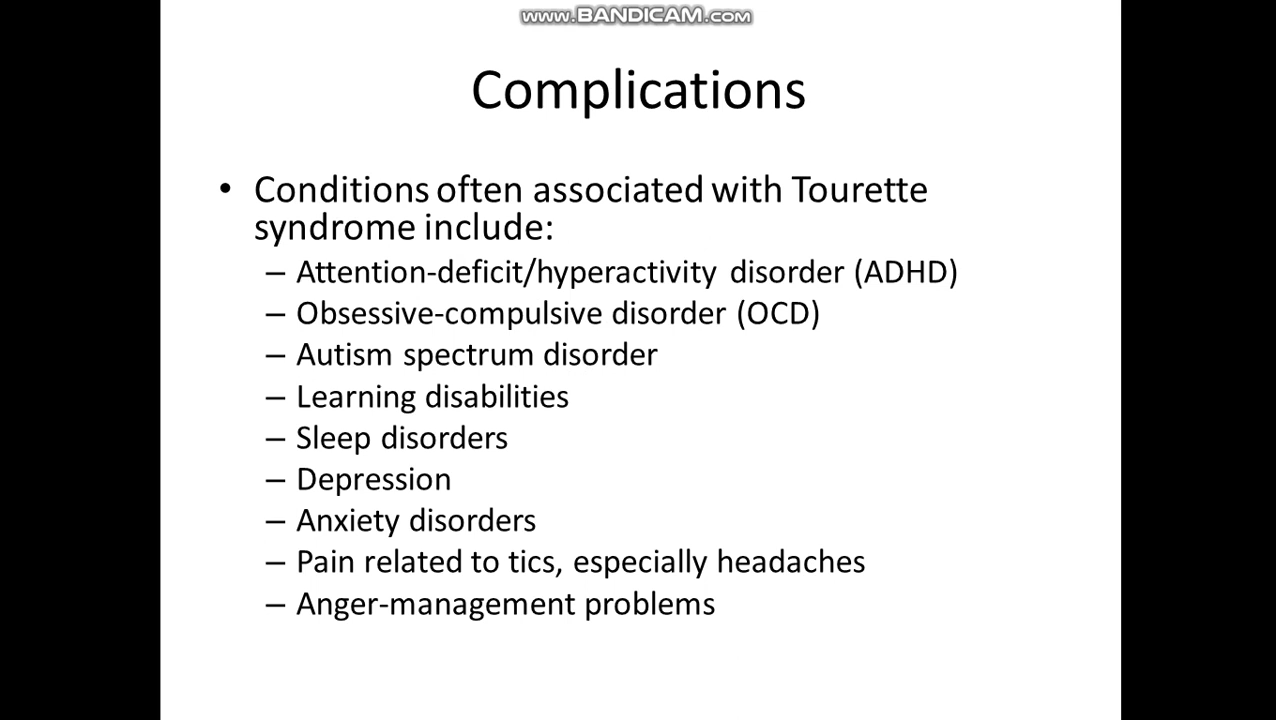 www.BANDICAM.com
Complications
• Conditions often associated with Tourette
syndrome include:
– Attention-deficit/hyperactivity disorder (ADHD)
– Obsessive-compulsive disorder (OCD)
– Autism spectrum disorder
– Learning disabilities
– Sleep disorders
– Depression
– Anxiety disorders
– Pain related to tics, especially headaches
– Anger-management problems